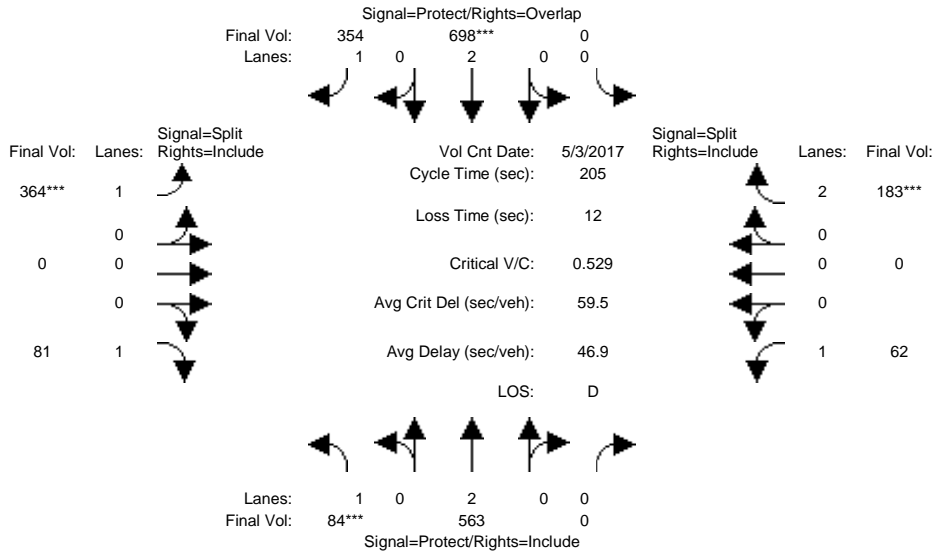 Signal=Protect/Rights=Overlap
Final Vol: 354 698*** 0
Lanes: 1 0 2 0 0
Signal=Split
Final Vol: Lanes: Rights=Include
Vol Cnt Date: 5/3/2017
Signal=Split
Rights=Include Lanes: Final Vol:
Cycle Time (sec): 205
364*** 1
2 183***
Loss Time (sec): 12
0
0
0 0
Critical V/C: 0.529
0 0
0
Avg Crit Del (sec/veh): 59.5
0
81 1
Avg Delay (sec/veh): 46.9
1 62
LOS: D
Lanes: 1 0 2 0 0
Final Vol: 84*** 563 0
Signal=Protect/Rights=Include